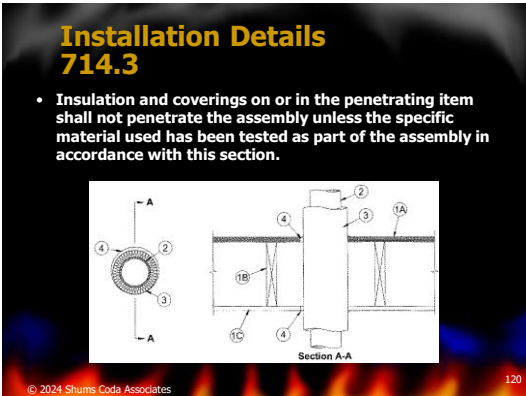 Installation Details
714.3
• Insulation and coverings on or in the penetrating item
shall not penetrate the assembly unless the specific
material used has been tested as part of the assembly in
accordance with this section.
A
4
2
3
A
2
4
3
1A
1B
1C
4
Section A-A
© 2024 Shums Coda Associates
120